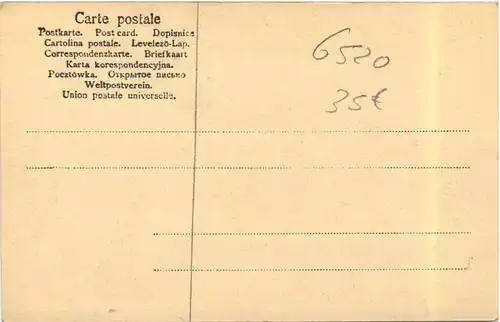 Carte postale
Postkarte. Post card. Dopisnice
Cartolina postale. Levelezö-Lap.
Correspondenzkarte. Briefkaart
Karta korespondencyjna.
Pocztówka. Открытое письмо
Weltpostverein.
Union postale universelle.
6520
35€